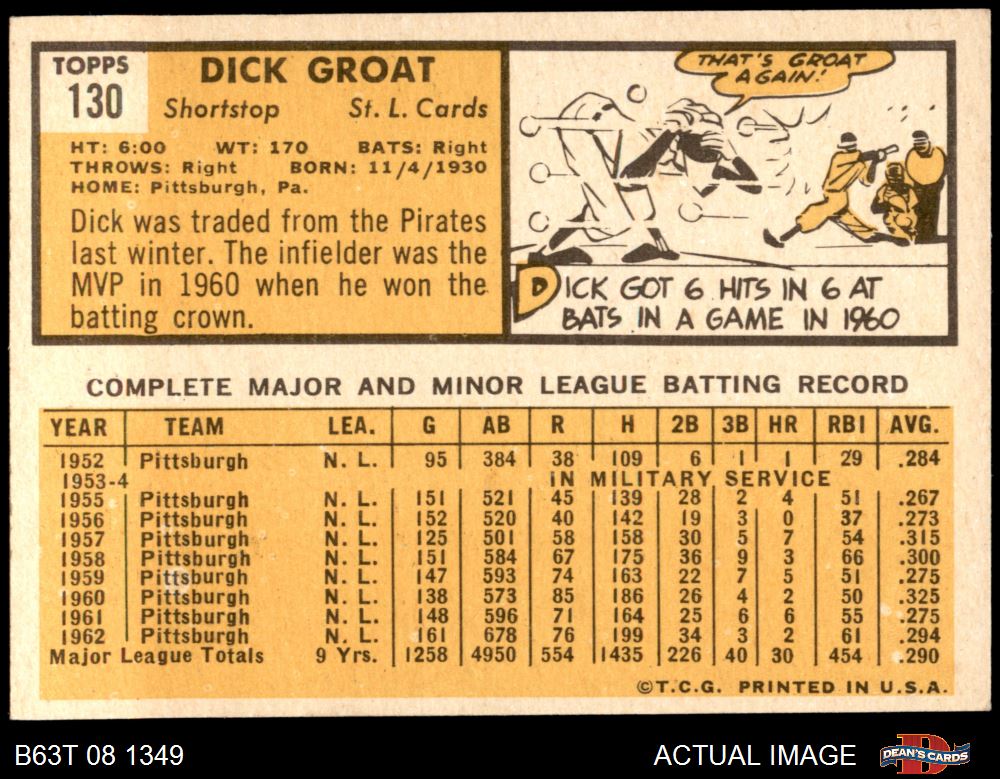 TOPPS
130
DICK GROAT
Shortstop St. L. Cards
HT: 6:00 WT: 170 BATS: Right
THROWS: Right BORN: 11/4/1930
HOME: Pittsburgh, Pa.
Dick was traded from the Pirates
last winter. The infielder was the
MVP in 1960 when he won the
batting crown.
THAT'S GROAT
AGAIN!
DICK GOT 6 HITS IN 6 AT
BATS IN A GAME IN 1960
COMPLETE MAJOR AND MINOR LEAGUE BATTING RECORD
YEAR TEAM LEA. G AB R H 2B 3B HR RBI AVG.
1952 Pittsburgh N. L. 95 384 38 109 6 1 1 29 .284
1953-4 IN MILITARY SERVICE
1955 Pittsburgh N. L. 151 521 45 139 28 2 4 51 .267
1956 Pittsburgh N. L. 152 520 40 142 19 3 0 37 .273
1957 Pittsburgh N. L. 125 501 58 158 30 5 7 54 .315
1958 Pittsburgh N. L. 151 584 67 175 36 9 3 66 .300
1959 Pittsburgh N. L. 147 593 74 163 22 7 5 51 .275
1960 Pittsburgh N. L. 138 573 85 186 26 4 2 50 .325
1961 Pittsburgh N. L. 148 596 71 164 25 6 6 55 .275
1962 Pittsburgh N. L. 161 678 76 199 34 3 2 61 .294
Major League Totals 9 Yrs. 1258 4950 554 1435 226 40 30 454 .290
©T.C.G. PRINTED IN U.S.A.
B63T 08 1349
ACTUAL IMAGE
DEAN'S CARDS